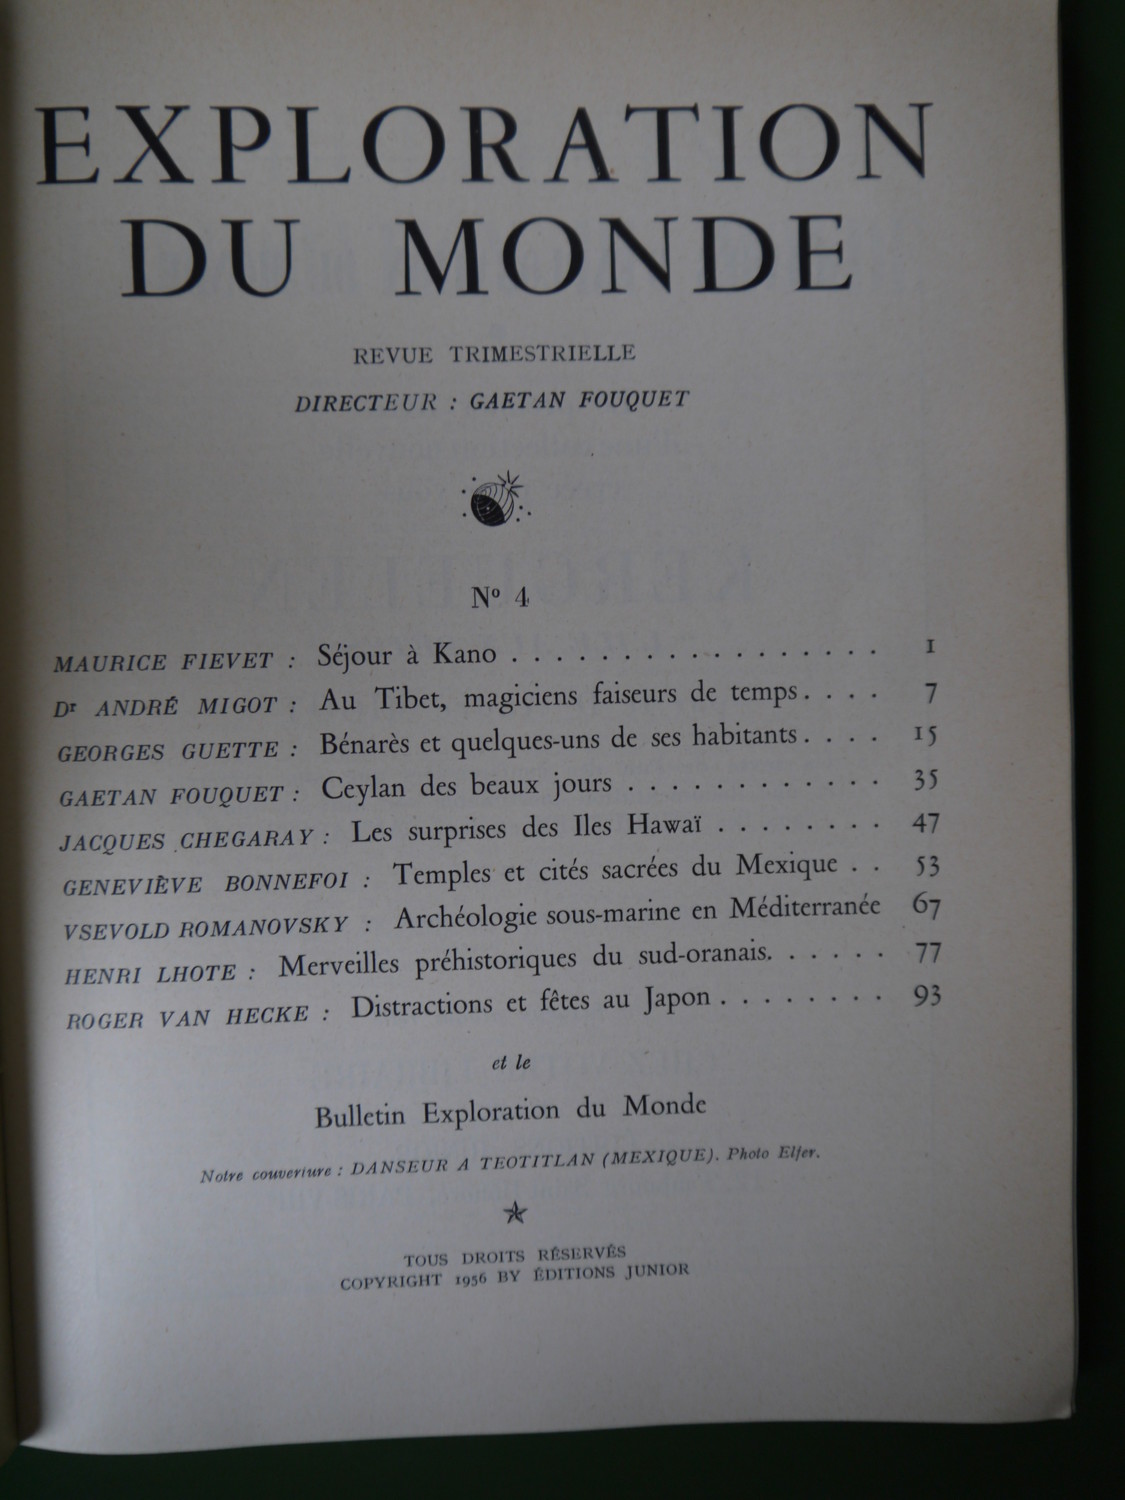 EXPLORATION
DU MONDE
REVUE TRIMESTRIELLE
DIRECTEUR : GAETAN FOUQUET
Nº 4
MAURICE FIEVET : Séjour à Kano . . . . . . . . . . . . . . . . . 1
Dr ANDRÉ MIGOT : Au Tibet, magiciens faiseurs de temps. . . . 7
GEORGES GUETTE : Bénarès et quelques-uns de ses habitants. . . . 15
GAETAN FOUQUET : Ceylan des beaux jours . . . . . . . . . . . . 35
JACQUES CHEGARAY : Les surprises des Iles Hawaï . . . . . . . . 47
GENEVIÈVE BONNEFOI : Temples et cités sacrées du Mexique . . 53
VSEVOLD ROMANOVSKY : Archéologie sous-marine en Méditerranée 67
HENRI LHOTE : Merveilles préhistoriques du sud-oranais. . . . . . 77
ROGER VAN HECKE : Distractions et fêtes au Japon . . . . . . . . 93
et le
Bulletin Exploration du Monde
Notre couverture : DANSEUR A TEOTITLAN (MEXIQUE). Photo Elfer.
TOUS DROITS RÉSERVÉS
COPYRIGHT 1956 BY ÉDITIONS JUNIOR